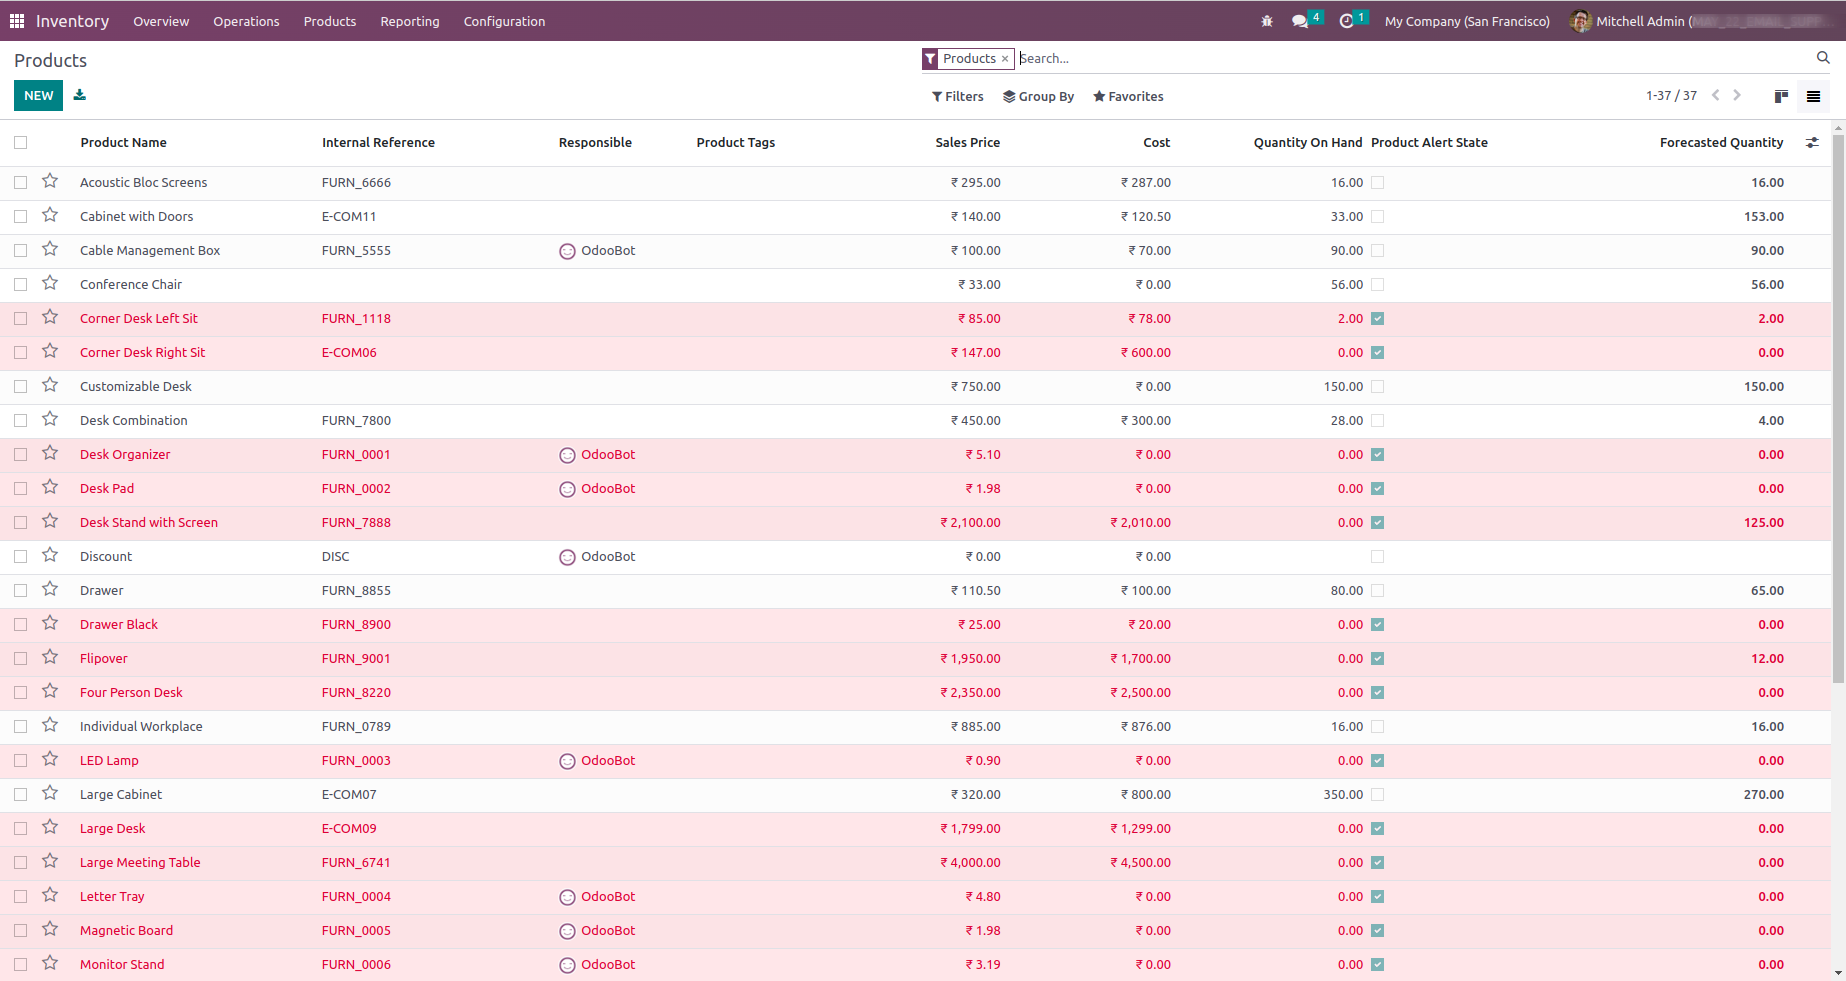 Inventory Overview Operations Products Reporting Configuration 4 1 My Company (San Francisco) Mitchell Admin (
Products Products × Search...
NEW Filters Group By Favorites 1-37 / 37
Product Name Internal Reference Responsible Product Tags Sales Price Cost Quantity On Hand Product Alert State Forecasted Quantity
Acoustic Bloc Screens FURN_6666 ₹ 295.00 ₹ 287.00 16.00 16.00
Cabinet with Doors E-COM11 ₹ 140.00 ₹ 120.50 33.00 153.00
Cable Management Box FURN_5555 OdooBot ₹ 100.00 ₹ 70.00 90.00 90.00
Conference Chair ₹ 33.00 ₹ 0.00 56.00 56.00
Corner Desk Left Sit FURN_1118 ₹ 85.00 ₹ 78.00 2.00 2.00
Corner Desk Right Sit E-COM06 ₹ 147.00 ₹ 600.00 0.00 0.00
Customizable Desk ₹ 750.00 ₹ 0.00 150.00 150.00
Desk Combination FURN_7800 ₹ 450.00 ₹ 300.00 28.00 4.00
Desk Organizer FURN_0001 OdooBot ₹ 5.10 ₹ 0.00 0.00 0.00
Desk Pad FURN_0002 OdooBot ₹ 1.98 ₹ 0.00 0.00 0.00
Desk Stand with Screen FURN_7888 ₹ 2,100.00 ₹ 2,010.00 0.00 125.00
Discount DISC OdooBot ₹ 0.00 ₹ 0.00
Drawer FURN_8855 ₹ 110.50 ₹ 100.00 80.00 65.00
Drawer Black FURN_8900 ₹ 25.00 ₹ 20.00 0.00 0.00
Flipover FURN_9001 ₹ 1,950.00 ₹ 1,700.00 0.00 12.00
Four Person Desk FURN_8220 ₹ 2,350.00 ₹ 2,500.00 0.00 0.00
Individual Workplace FURN_0789 ₹ 885.00 ₹ 876.00 16.00 16.00
LED Lamp FURN_0003 OdooBot ₹ 0.90 ₹ 0.00 0.00 0.00
Large Cabinet E-COM07 ₹ 320.00 ₹ 800.00 350.00 270.00
Large Desk E-COM09 ₹ 1,799.00 ₹ 1,299.00 0.00 0.00
Large Meeting Table FURN_6741 ₹ 4,000.00 ₹ 4,500.00 0.00 0.00
Letter Tray FURN_0004 OdooBot ₹ 4.80 ₹ 0.00 0.00 0.00
Magnetic Board FURN_0005 OdooBot ₹ 1.98 ₹ 0.00 0.00 0.00
Monitor Stand FURN_0006 OdooBot ₹ 3.19 ₹ 0.00 0.00 0.00